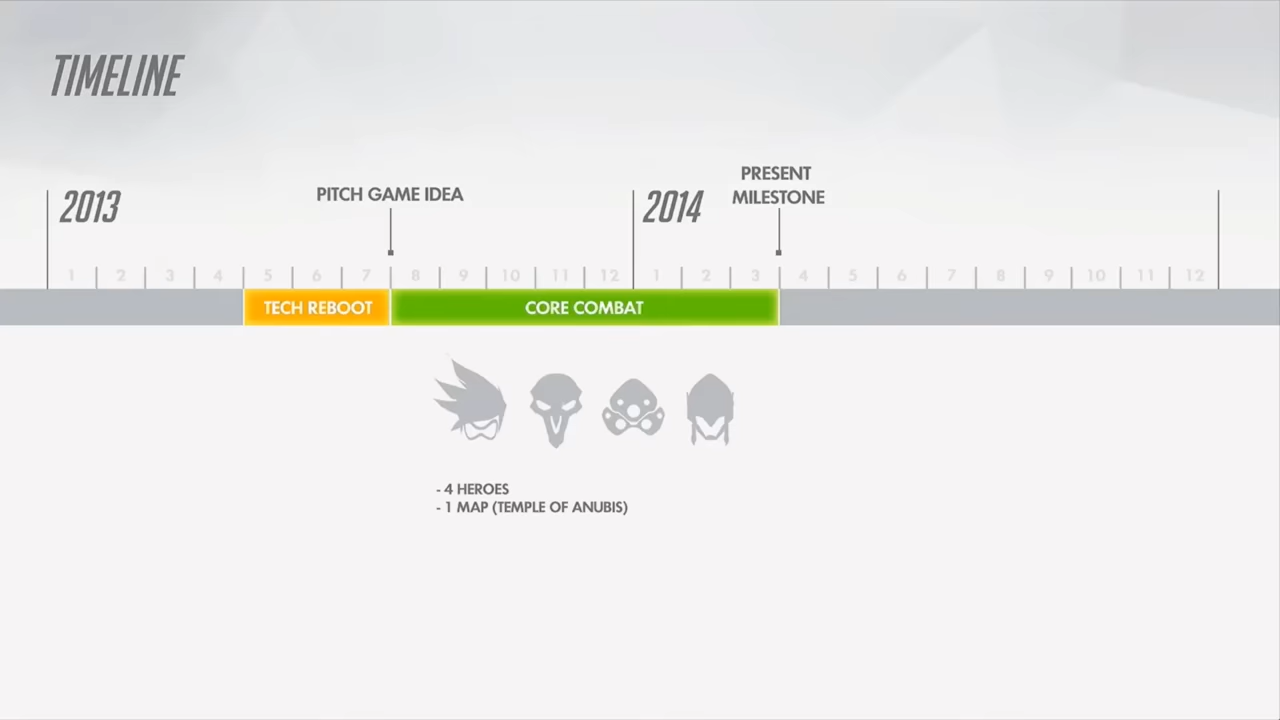 TIMELINE
PRESENT
2013 PITCH GAME IDEA 2014 MILESTONE
1 2 3 4 5 6 7 8 9 10 11 12 1 2 3 4 5 6 7 8 9 10 11 12
TECH REBOOT CORE COMBAT
- 4 HEROES
- 1 MAP (TEMPLE OF ANUBIS)